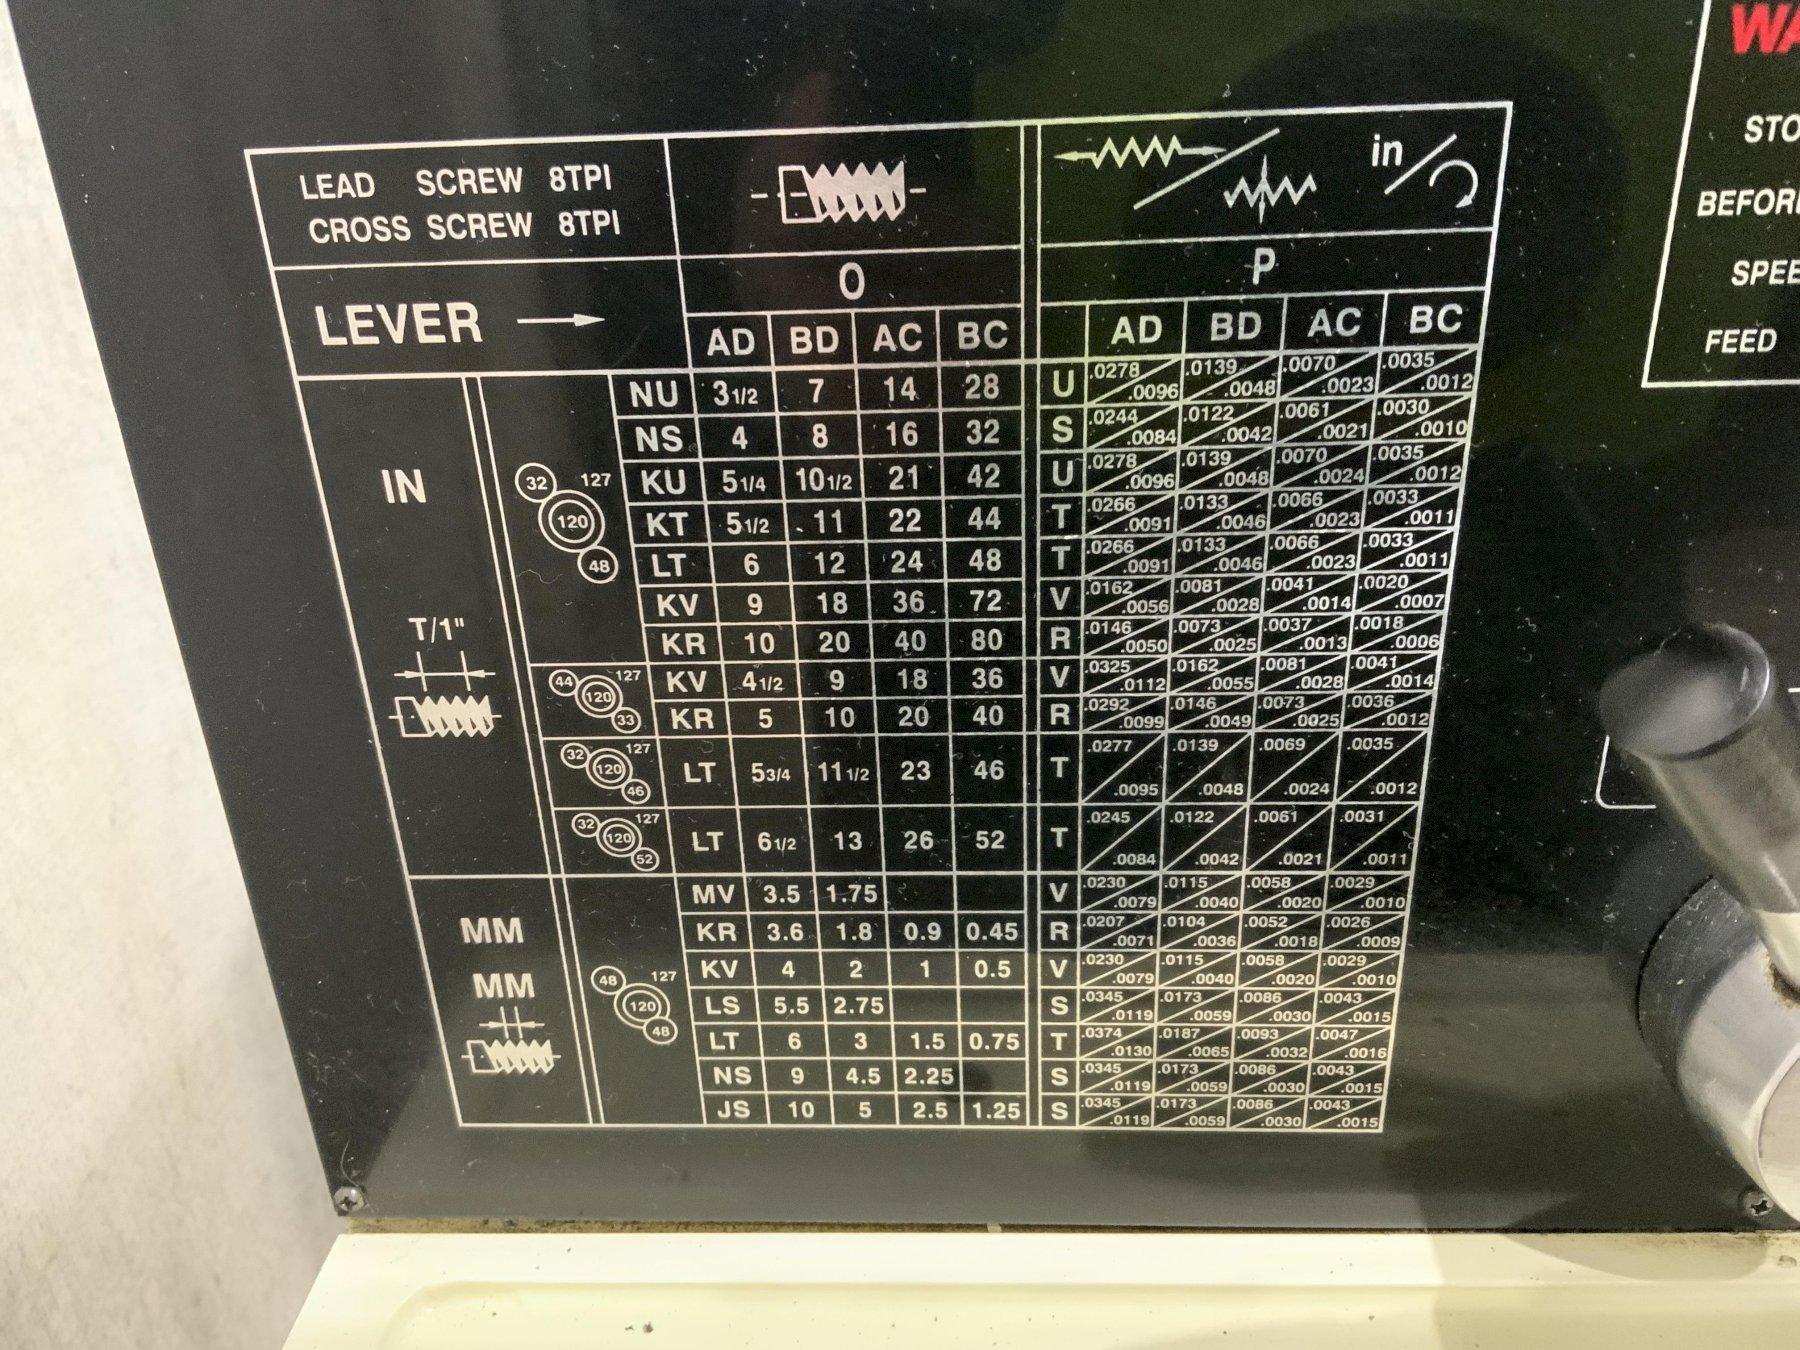 WA
LEAD SCREW 8TPI
CROSS SCREW 8TPI
in
STO
BEFOR
SPEE
FEED
O P
LEVER
AD BD AC BC AD BD AC BC
IN
T/1"
32 127
120
48
NU 3 1/2 7 14 28 U .0278 .0096 .0139 .0048 .0070 .0023 .0035 .0012
NS 4 8 16 32 S .0244 .0084 .0122 .0042 .0061 .0021 .0030 .0010
KU 5 1/4 10 1/2 21 42 U .0278 .0096 .0139 .0048 .0070 .0024 .0035 .0012
KT 5 1/2 11 22 44 T .0266 .0091 .0133 .0046 .0066 .0023 .0033 .0011
LT 6 12 24 48 T .0266 .0091 .0133 .0046 .0066 .0023 .0033 .0011
KV 9 18 36 72 V .0162 .0056 .0081 .0028 .0041 .0014 .0020 .0007
KR 10 20 40 80 R .0146 .0050 .0073 .0025 .0037 .0013 .0018 .0006
44 127
120
33
KV 4 1/2 9 18 36 V .0325 .0112 .0162 .0055 .0081 .0028 .0041 .0014
KR 5 10 20 40 R .0292 .0099 .0146 .0049 .0073 .0025 .0036 .0012
32 127
120
46
LT 5 3/4 11 1/2 23 46 T .0277 .0095 .0139 .0048 .0069 .0024 .0035 .0012
32 127
120
52
LT 6 1/2 13 26 52 T .0245 .0084 .0122 .0042 .0061 .0021 .0031 .0011
MM
MM
48 127
120
48
MV 3.5 1.75 V .0230 .0079 .0115 .0040 .0058 .0020 .0029 .0010
KR 3.6 1.8 0.9 0.45 R .0207 .0071 .0104 .0036 .0052 .0018 .0026 .0009
KV 4 2 1 0.5 V .0230 .0079 .0115 .0040 .0058 .0020 .0029 .0010
LS 5.5 2.75 S .0345 .0119 .0173 .0059 .0086 .0030 .0043 .0015
LT 6 3 1.5 0.75 T .0374 .0130 .0187 .0065 .0093 .0032 .0047 .0016
NS 9 4.5 2.25 S .0345 .0119 .0173 .0059 .0086 .0030 .0043 .0015
JS 10 5 2.5 1.25 S .0345 .0119 .0173 .0059 .0086 .0030 .0043 .0015